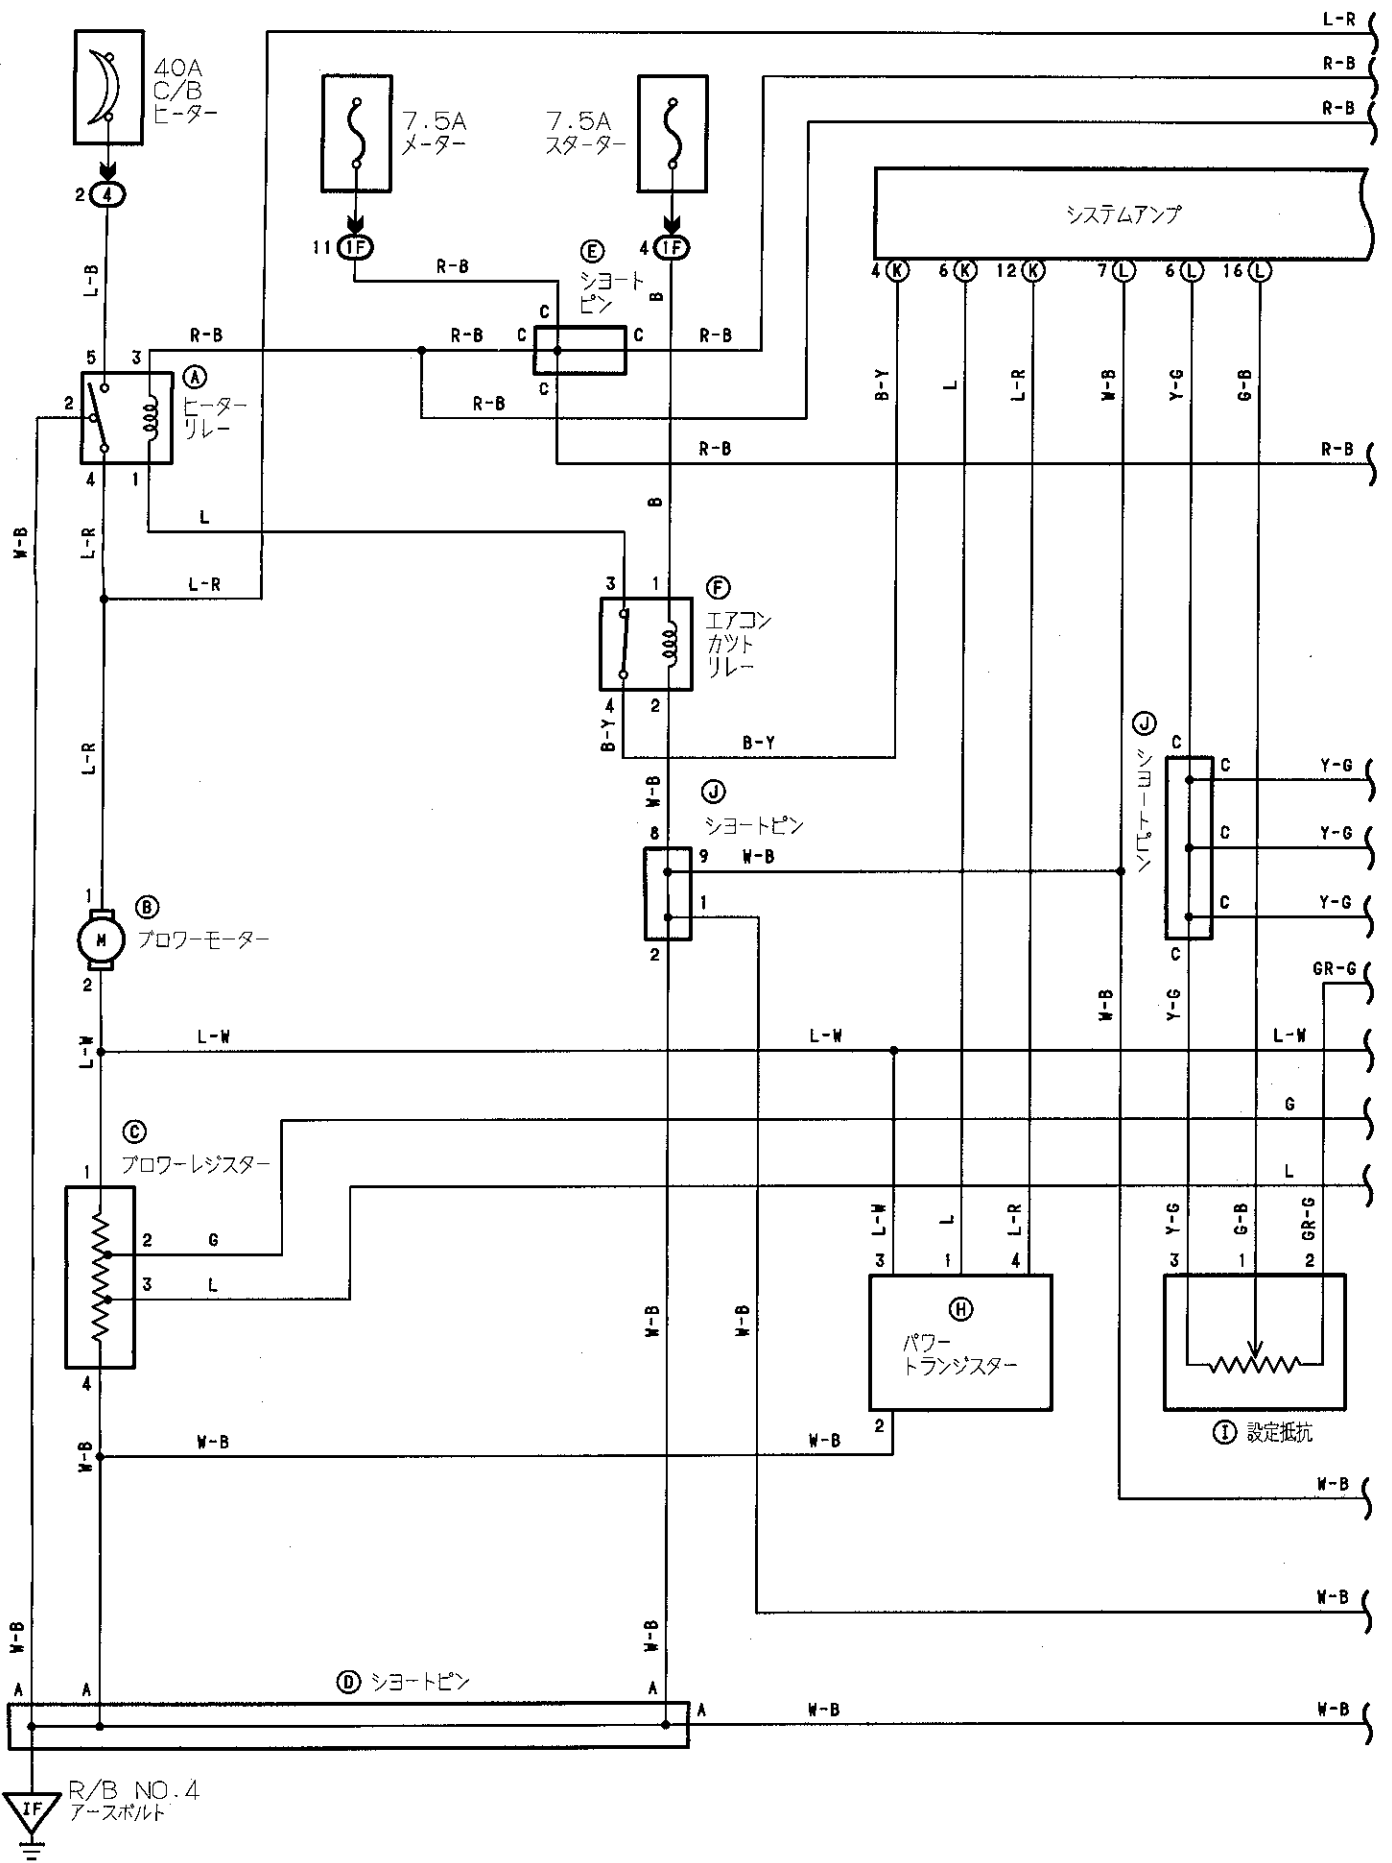 L-R
R-B
R-B
40A
C/B
ヒーター
7.5A
メーター
7.5A
スターター
2 4
11 1F
4 1F
システムアンプ
4 K 6 K 12 K 7 L 6 L 16 L
E
ショート
ピン
L-B
R-B
B
C
R-B R-B C C R-B
C
5 3
A
ヒーター
リレー
2
R-B
B-Y L L-R W-B Y-G G-B
4 1
R-B R-B
W-B
L-R
L
B
L-R
3 1
F
エアコン
カット
リレー
4 2
B-Y
B-Y
L-R
W-B
J
ショートピン
J
ショートピン
C
C Y-G
C Y-G
C Y-G
C
8
9 W-B
1
2
1
B
M
ブロワーモーター
2
GR-G
W-B Y-G
L-W
L-W L-W L-W
G
C
ブロワーレジスター
1
L
2 G
3 L
4
L-W L L-R Y-G G-B GR-G
3 1 4 3 1 2
H
パワー
トランジスター
2
I 設定抵抗
W-B W-B
W-B
W-B W-B
W-B
W-B
W-B W-B
D ショートピン
A A A
A W-B W-B
IF
R/B NO.4
アースボルト